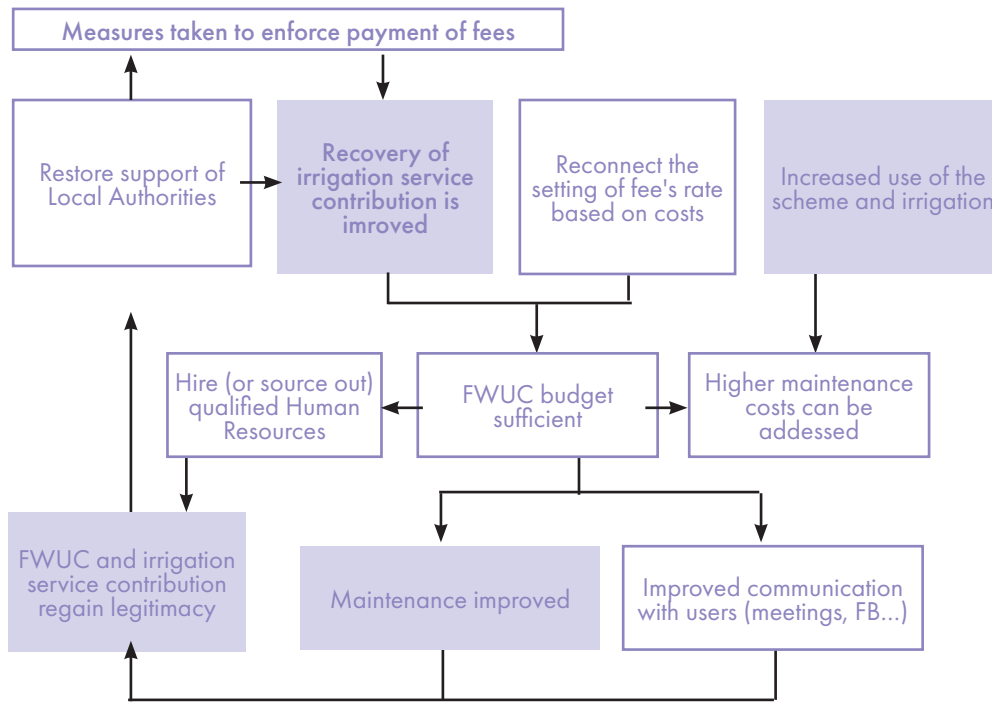 Measures taken to enforce payment of fees
Restore support of
Local Authorities
Recovery of
irrigation service
contribution is
imroved
Reconnect the
setting of fee's rate
based on costs
Increased use of the
scheme and irrigation
Hire (or source out)
qualified Human
Resources
FWUC budget
sufficient
Higher maintenance
costs can be
addessed
FWUC and irrigation
service contribution
regain legitimacy
Maintenance improved
Improved communication
with users (meetings, FB...)